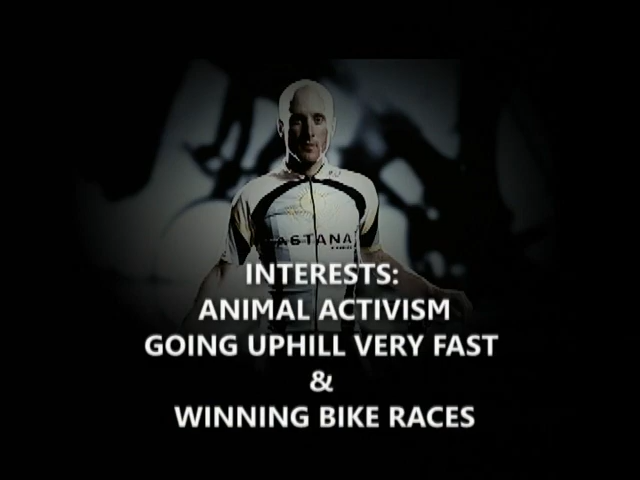 ASTANA
INTERESTS:
ANIMAL ACTIVISM
GOING UPHILL VERY FAST
&
WINNING BIKE RACES